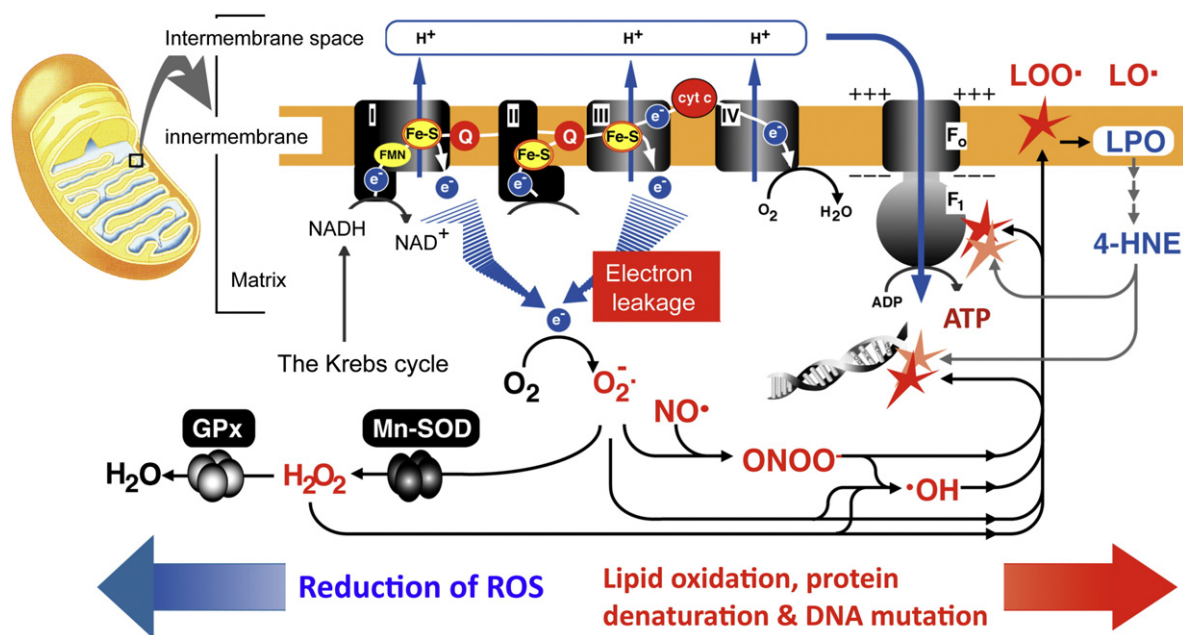 Intermembrane space
H+
H+
H+
innermembrane
Matrix
I
II
III
IV
Fe-S
Q
Fe-S
Q
Fe-S
cyt c
FMN
e-
e-
e-
e-
e-
e-
NADH
NAD+
O2
H2O
+++
+++
Fo
F1
ADP
ATP
LOO•
LO•
LPO
4-HNE
Electron
leakage
e-
The Krebs cycle
O2
O2-•
NO•
ONOO-
•OH
GPx
Mn-SOD
H2O
H2O2
Reduction of ROS
Lipid oxidation, protein
denaturation & DNA mutation